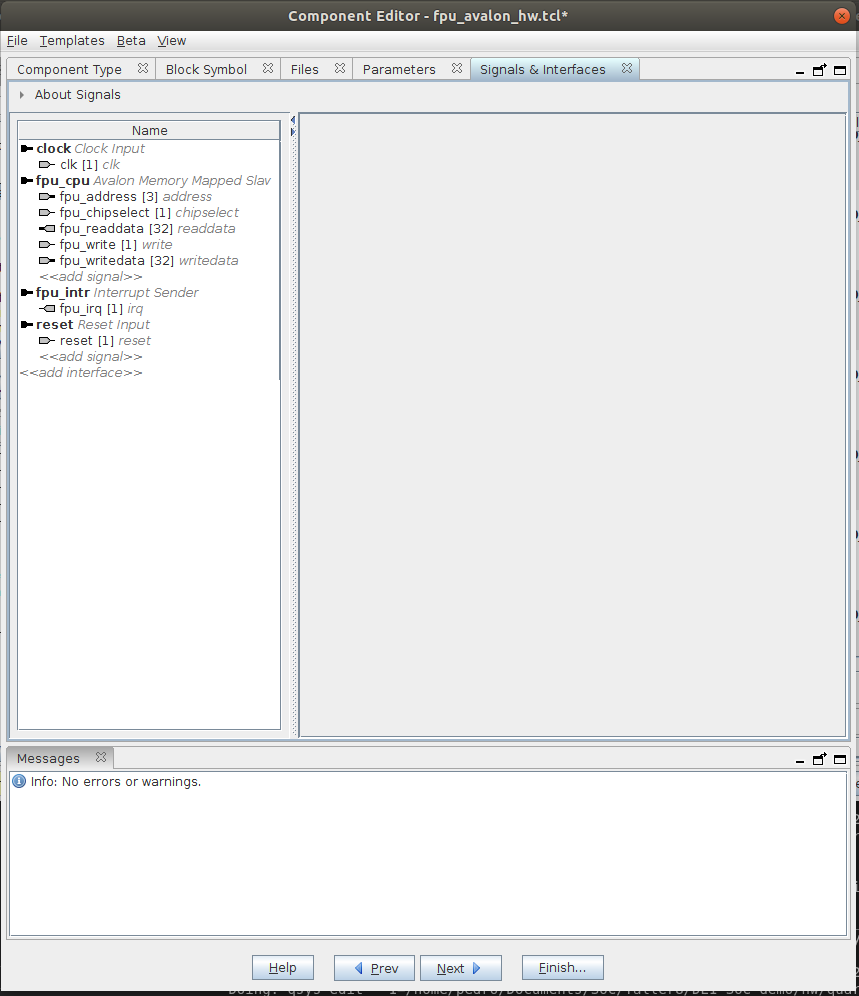 Component Editor - fpu_avalon_hw.tcl*
File Templates Beta View
Component Type Block Symbol Files Parameters Signals & Interfaces
About Signals
Name
clock Clock Input
clk [1] clk
fpu_cpu Avalon Memory Mapped Slav
fpu_address [3] address
fpu_chipselect [1] chipselect
fpu_readdata [32] readdata
fpu_write [1] write
fpu_writedata [32] writedata
<<add signal>>
fpu_intr Interrupt Sender
fpu_irq [1] irq
reset Reset Input
reset [1] reset
<<add signal>>
<<add interface>>
Messages
Info: No errors or warnings.
Help Prev Next Finish...